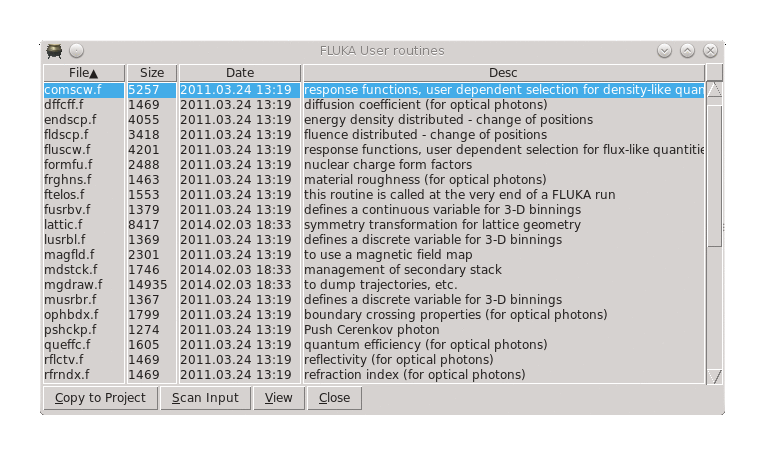 FLUKA User routines
File▲ Size Date Desc
comscw.f 5257 2011.03.24 13:19 response functions, user dependent selection for density-like quan
dffcff.f 1469 2011.03.24 13:19 diffusion coefficient (for optical photons)
endscp.f 4055 2011.03.24 13:19 energy density distributed - change of positions
fldscp.f 3418 2011.03.24 13:19 fluence distributed - change of positions
fluscw.f 4201 2011.03.24 13:19 response functions, user dependent selection for flux-like quantitie
formfu.f 2488 2011.03.24 13:19 nuclear charge form factors
frghns.f 1463 2011.03.24 13:19 material roughness (for optical photons)
ftelos.f 1553 2011.03.24 13:19 this routine is called at the very end of a FLUKA run
fusrbv.f 1379 2011.03.24 13:19 defines a continuous variable for 3-D binnings
lattic.f 8417 2014.02.03 18:33 symmetry transformation for lattice geometry
lusrbl.f 1369 2011.03.24 13:19 defines a discrete variable for 3-D binnings
magfld.f 2301 2011.03.24 13:19 to use a magnetic field map
mdstck.f 1746 2014.02.03 18:33 management of secondary stack
mgdraw.f 14935 2014.02.03 18:33 to dump trajectories, etc.
musrbr.f 1367 2011.03.24 13:19 defines a discrete variable for 3-D binnings
ophbdx.f 1799 2011.03.24 13:19 boundary crossing properties (for optical photons)
pshckp.f 1274 2011.03.24 13:19 Push Cerenkov photon
queffc.f 1605 2011.03.24 13:19 quantum efficiency (for optical photons)
rflctv.f 1469 2011.03.24 13:19 reflectivity (for optical photons)
rfrndx.f 1469 2011.03.24 13:19 refraction index (for optical photons)
Copy to Project Scan Input View Close